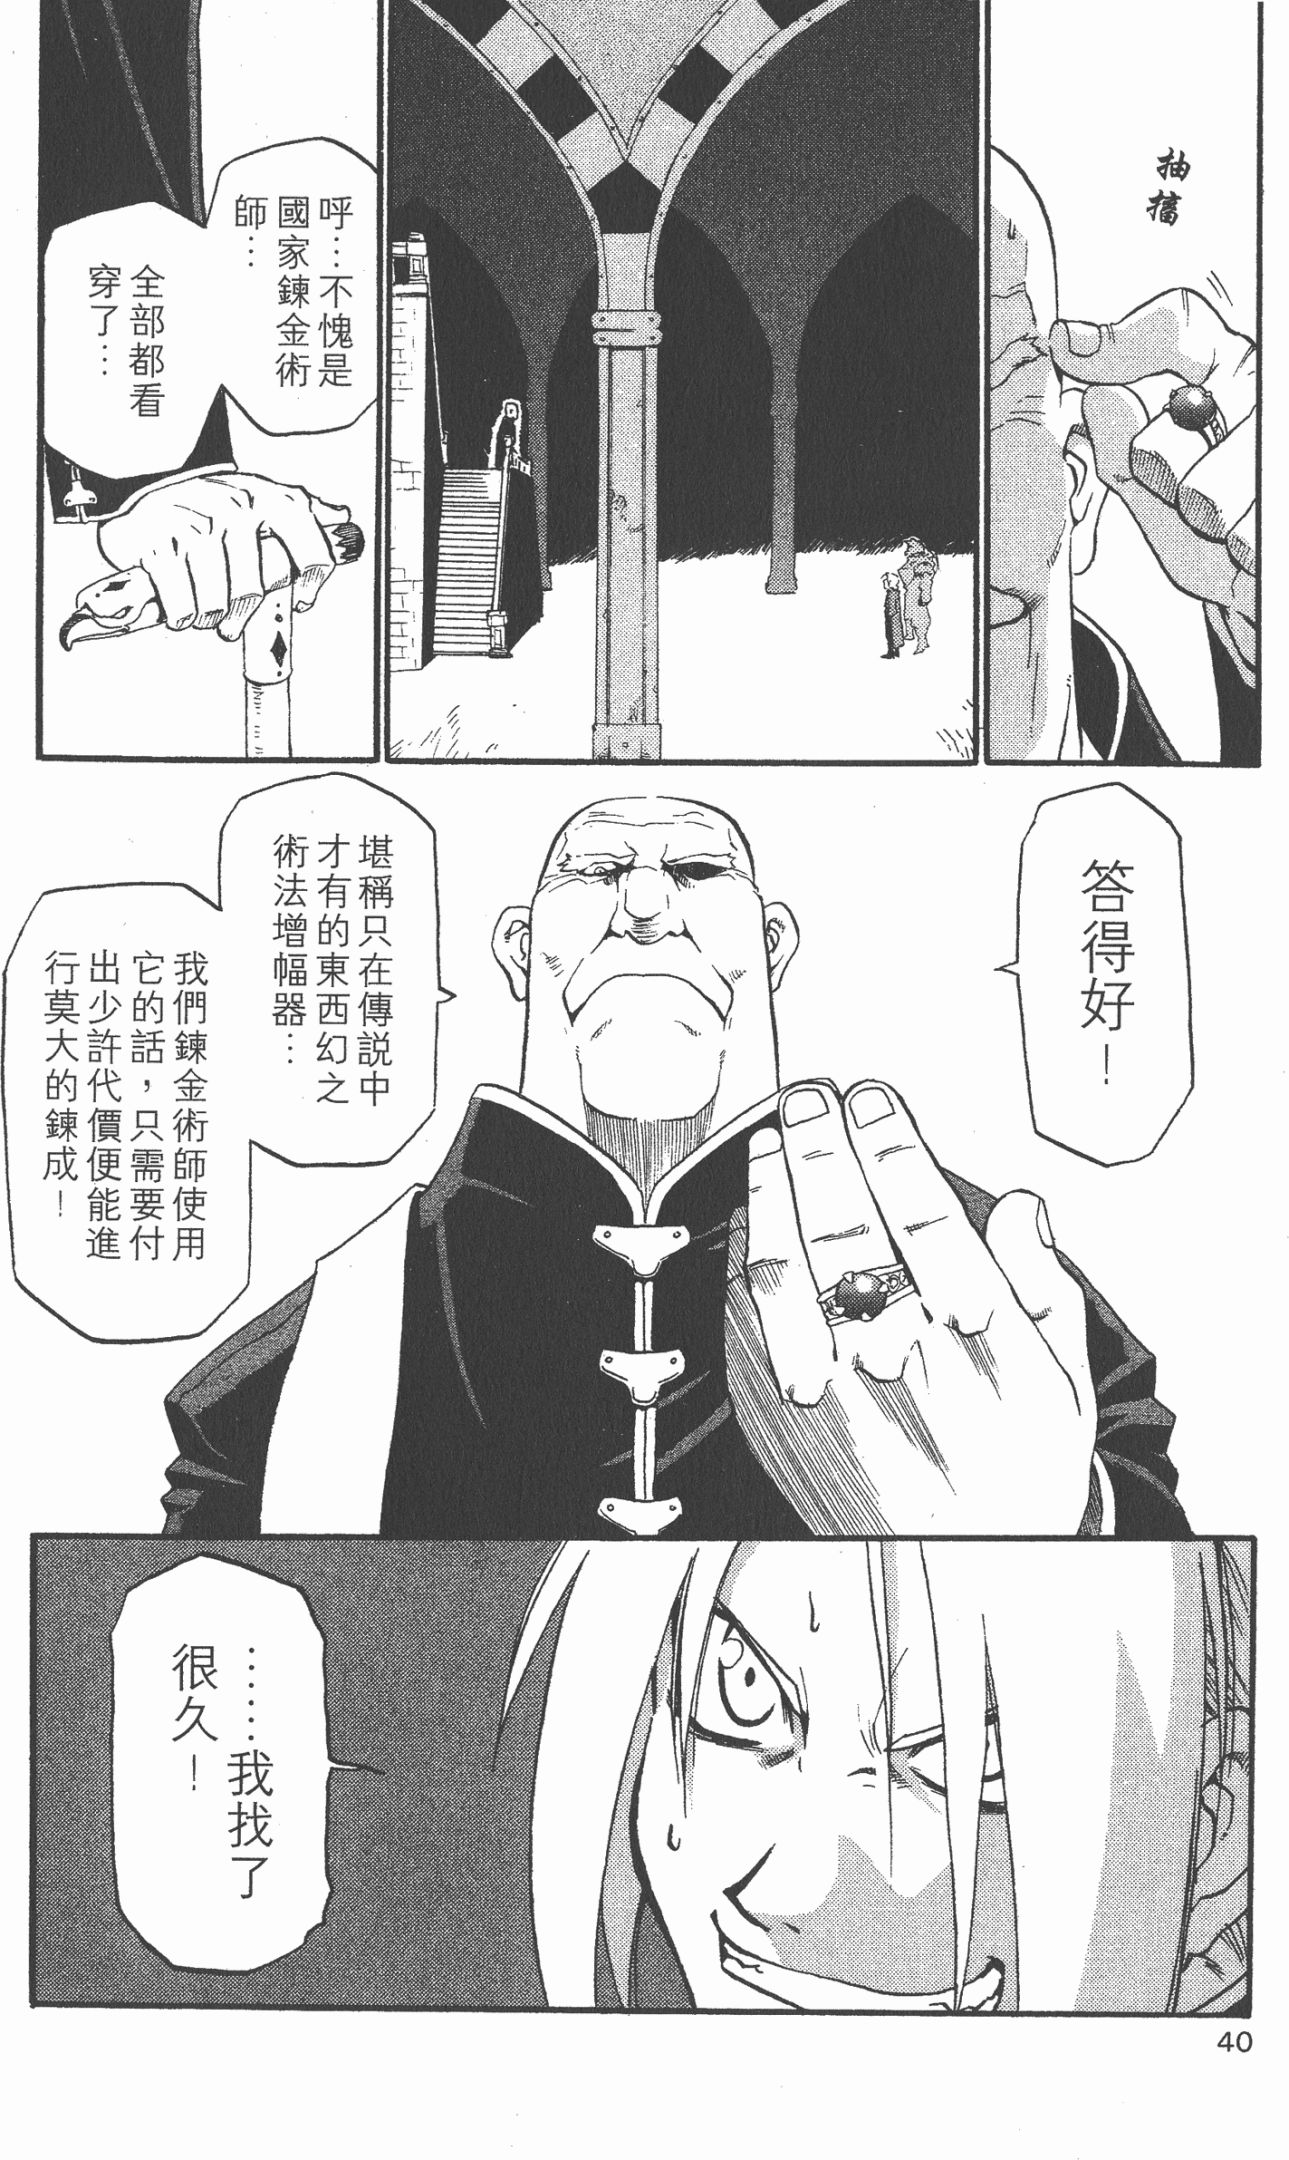 抽搐
呼…不愧是
國家鍊金術
師…
全部都看
穿了…
答得好！
堪稱只在傳説中
才有的東西幻之
術法增幅器…
我們鍊金術師使用
它的話，只需要付
出少許代價便能進
行莫大的鍊成！
……我找了
很久！
40